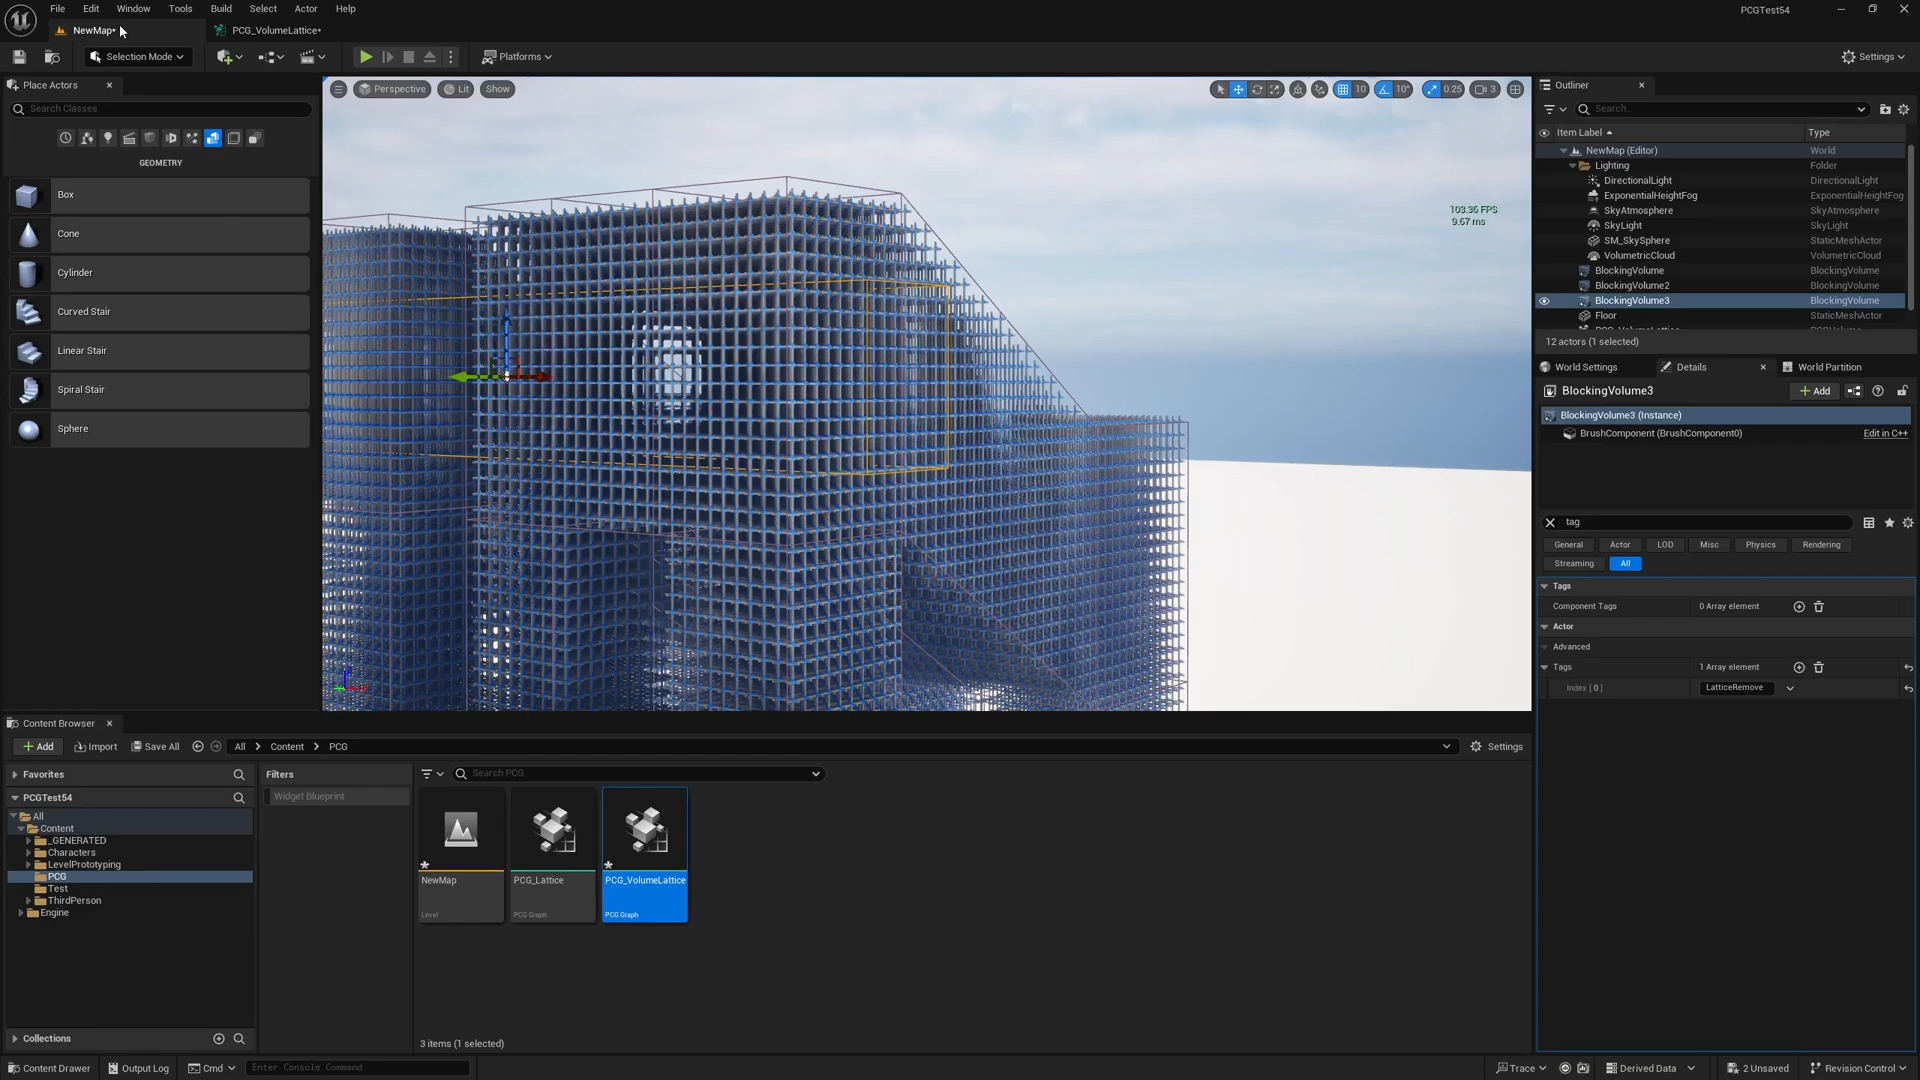 File Edit Window Tools Build Select Actor Help
PCGTest54
NewMap*
PCG_VolumeLattice*
Selection Mode
Platforms
Settings
Place Actors
Search Classes
GEOMETRY
Box
Cone
Cylinder
Curved Stair
Linear Stair
Spiral Stair
Sphere
Perspective
Lit
Show
10
10°
0.25
3
103.36 FPS
9.67 ms
Outliner
Search...
Item Label
Type
NewMap (Editor) World
Lighting Folder
DirectionalLight DirectionalLight
ExponentialHeightFog ExponentialHeightFog
SkyAtmosphere SkyAtmosphere
SkyLight SkyLight
SM_SkySphere StaticMeshActor
VolumetricCloud VolumetricCloud
BlockingVolume BlockingVolume
BlockingVolume2 BlockingVolume
BlockingVolume3 BlockingVolume
Floor StaticMeshActor
12 actors (1 selected)
World Settings
Details
World Partition
BlockingVolume3
Add
BlockingVolume3 (Instance)
BrushComponent (BrushComponent0)
Edit in C++
tag
General Actor LOD Misc Physics Rendering
Streaming All
Tags
Component Tags 0 Array element
Actor
Advanced
Tags 1 Array element
Index [ 0 ] LatticeRemove
Content Browser
Add
Import
Save All
All
Content
PCG
Settings
Favorites
PCGTest54
All
Content
_GENERATED
Characters
LevelPrototyping
PCG
Test
ThirdPerson
Engine
Collections
Filters
Widget Blueprint
Search PCG
NewMap
Level
PCG_Lattice
PCG Graph
PCG_VolumeLattice
PCG Graph
3 items (1 selected)
Content Drawer
Output Log
Cmd
Enter Console Command
Trace
Derived Data
2 Unsaved
Revision Control